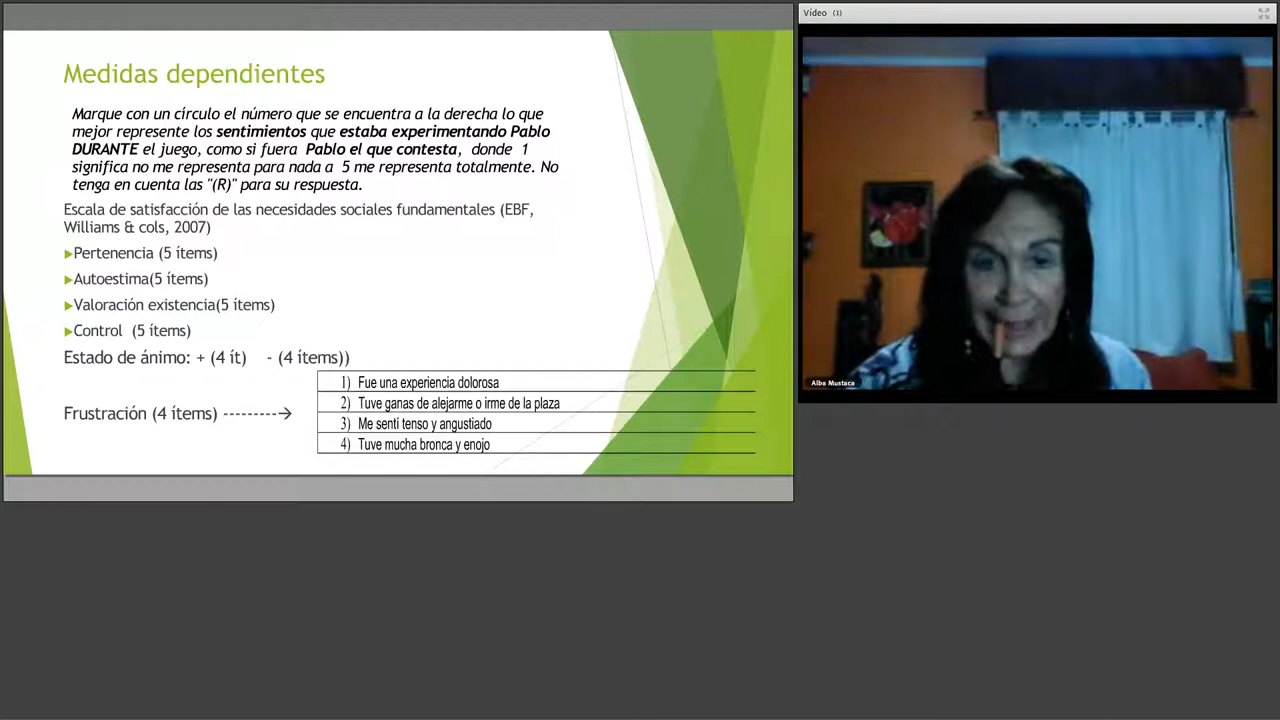 Medidas dependientes
Marque con un círculo el número que se encuentra a la derecha lo que
mejor represente los sentimientos que estaba experimentando Pablo
DURANTE el juego, como si fuera Pablo el que contesta, donde 1
significa no me representa para nada a 5 me representa totalmente. No
tenga en cuenta las "(R)" para su respuesta.
Escala de satisfacción de las necesidades sociales fundamentales (EBF,
Williams & cols, 2007)
Pertenencia (5 ítems)
Autoestima(5 ítems)
Valoración existencia(5 ítems)
Control (5 ítems)
Estado de ánimo: + (4 ít) - (4 ítems))
Frustración (4 ítems) --------->
1) Fue una experiencia dolorosa
2) Tuve ganas de alejarme o irme de la plaza
3) Me sentí tenso y angustiado
4) Tuve mucha bronca y enojo
Vídeo (1)
Alba Mustaca